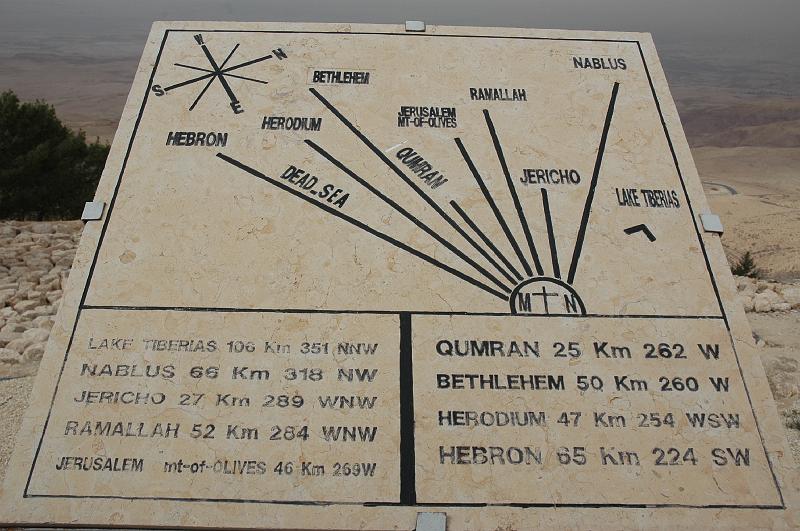 N
W
S
E
BETHLEHEM
NABLUS
RAMALLAH
JERUSALEM
MT-OF-OLIVES
HERODIUM
HEBRON
QUMRAN
JERICHO
DEAD_SEA
LAKE TIBERIAS
M N
LAKE TIBERIAS 106 Km 351 NNW
NABLUS 66 Km 318 NW
JERICHO 27 Km 289 WNW
RAMALLAH 52 Km 284 WNW
JERUSALEM mt-of-OLIVES 46 Km 269W
QUMRAN 25 Km 262 W
BETHLEHEM 50 Km 260 W
HERODIUM 47 Km 254 WSW
HEBRON 65 Km 224 SW